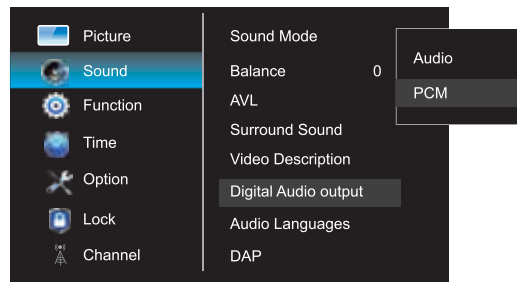 Picture
Sound
Function
Time
Option
Lock
Channel
Sound Mode
Balance 0
AVL
Surround Sound
Video Description
Digital Audio output
Audio Languages
DAP
Audio
PCM